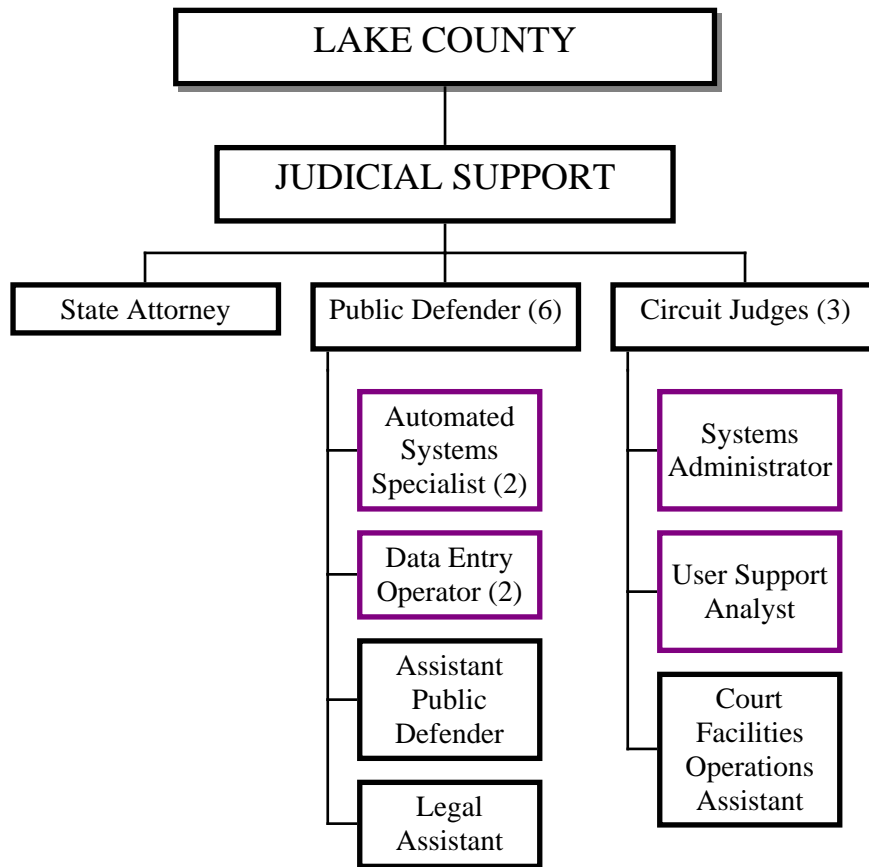 LAKE COUNTY
JUDICIAL SUPPORT
State Attorney
Public Defender (6)
Circuit Judges (3)
Automated
Systems
Specialist (2)
Data Entry
Operator (2)
Assistant
Public
Defender
Legal
Assistant
Systems
Administrator
User Support
Analyst
Court
Facilities
Operations
Assistant